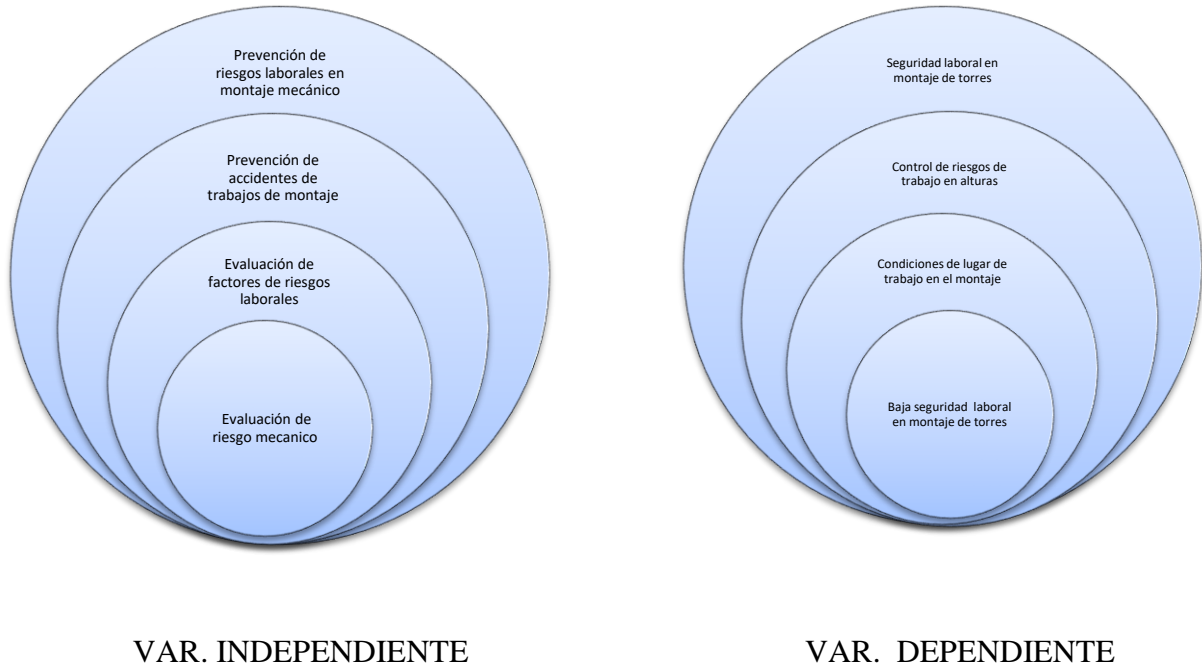 Prevención de
riesgos laborales en
montaje mecánico
Prevención de
accidentes de
trabajos de montaje
Evaluación de
factores de riesgos
laborales
Evaluación de
riesgo mecanico
Seguridad laboral en
montaje de torres
Control de riesgos de
trabajo en alturas
Condiciones de lugar de
trabajo en el montaje
Baja seguridad laboral
en montaje de torres
VAR. INDEPENDIENTE
VAR. DEPENDIENTE